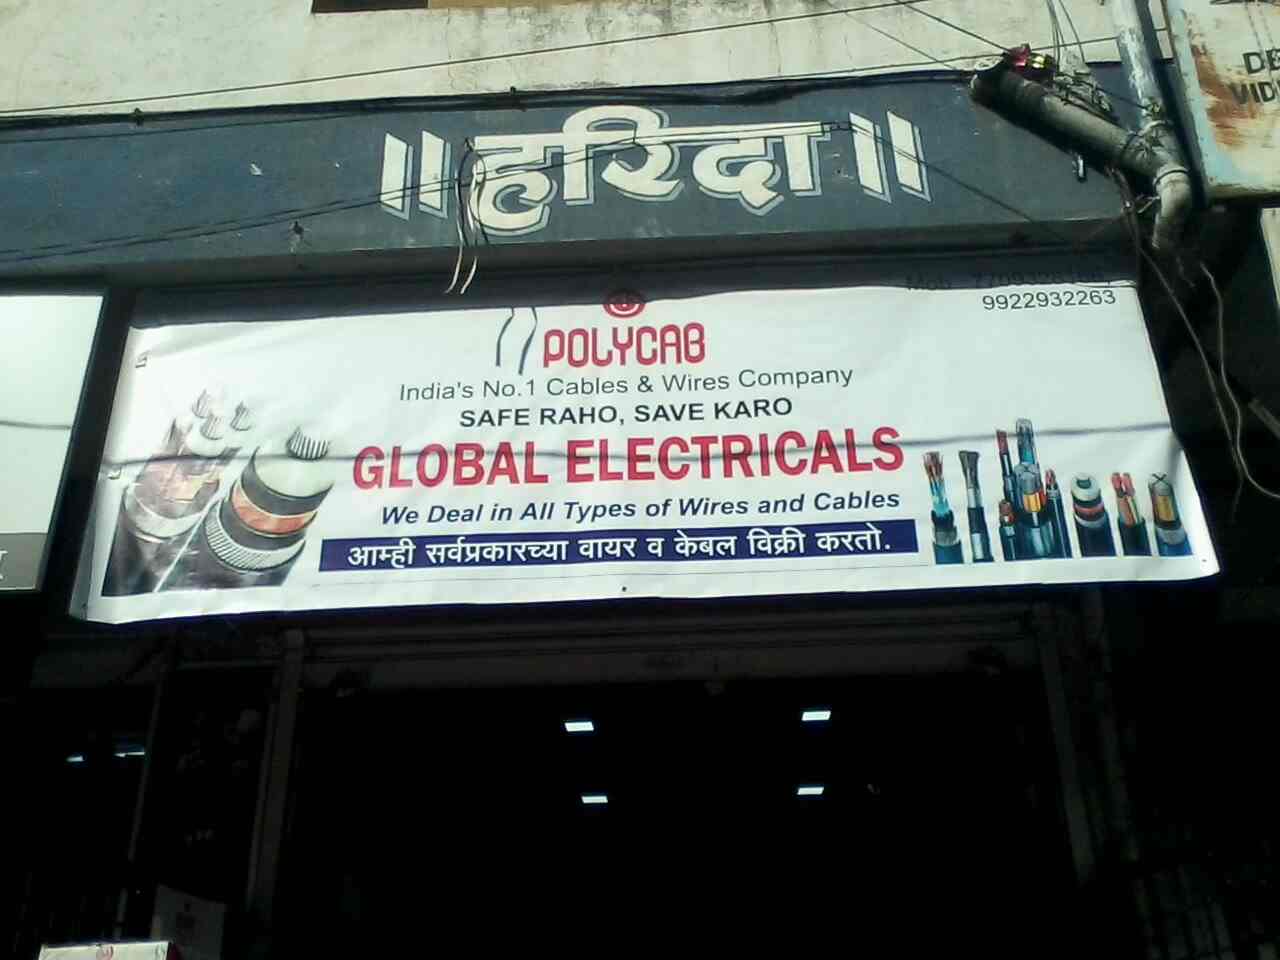 ॥हरिदा॥
9922932263
POLYCAB
India's No.1 Cables & Wires Company
SAFE RAHO, SAVE KARO
GLOBAL ELECTRICALS
We Deal in All Types of Wires and Cables
आम्ही सर्वप्रकारच्या वायर व केबल विक्री करतो.